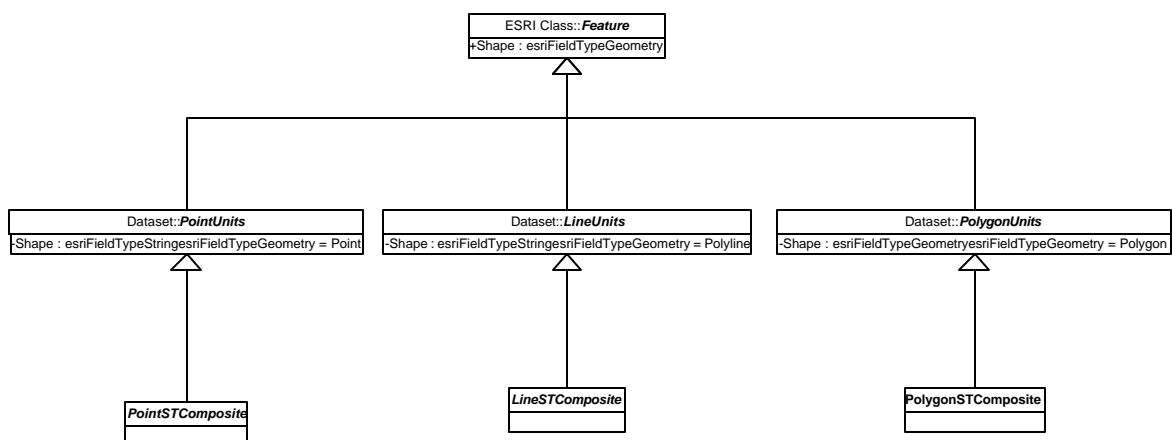 ESRI Class::Feature
+Shape : esriFieldTypeGeometry
Dataset::PointUnits
-Shape : esriFieldTypeStringesriFieldTypeGeometry = Point
Dataset::LineUnits
-Shape : esriFieldTypeStringesriFieldTypeGeometry = Polyline
Dataset::PolygonUnits
-Shape : esriFieldTypeGeometryesriFieldTypeGeometry = Polygon
PointSTComposite
LineSTComposite
PolygonSTComposite